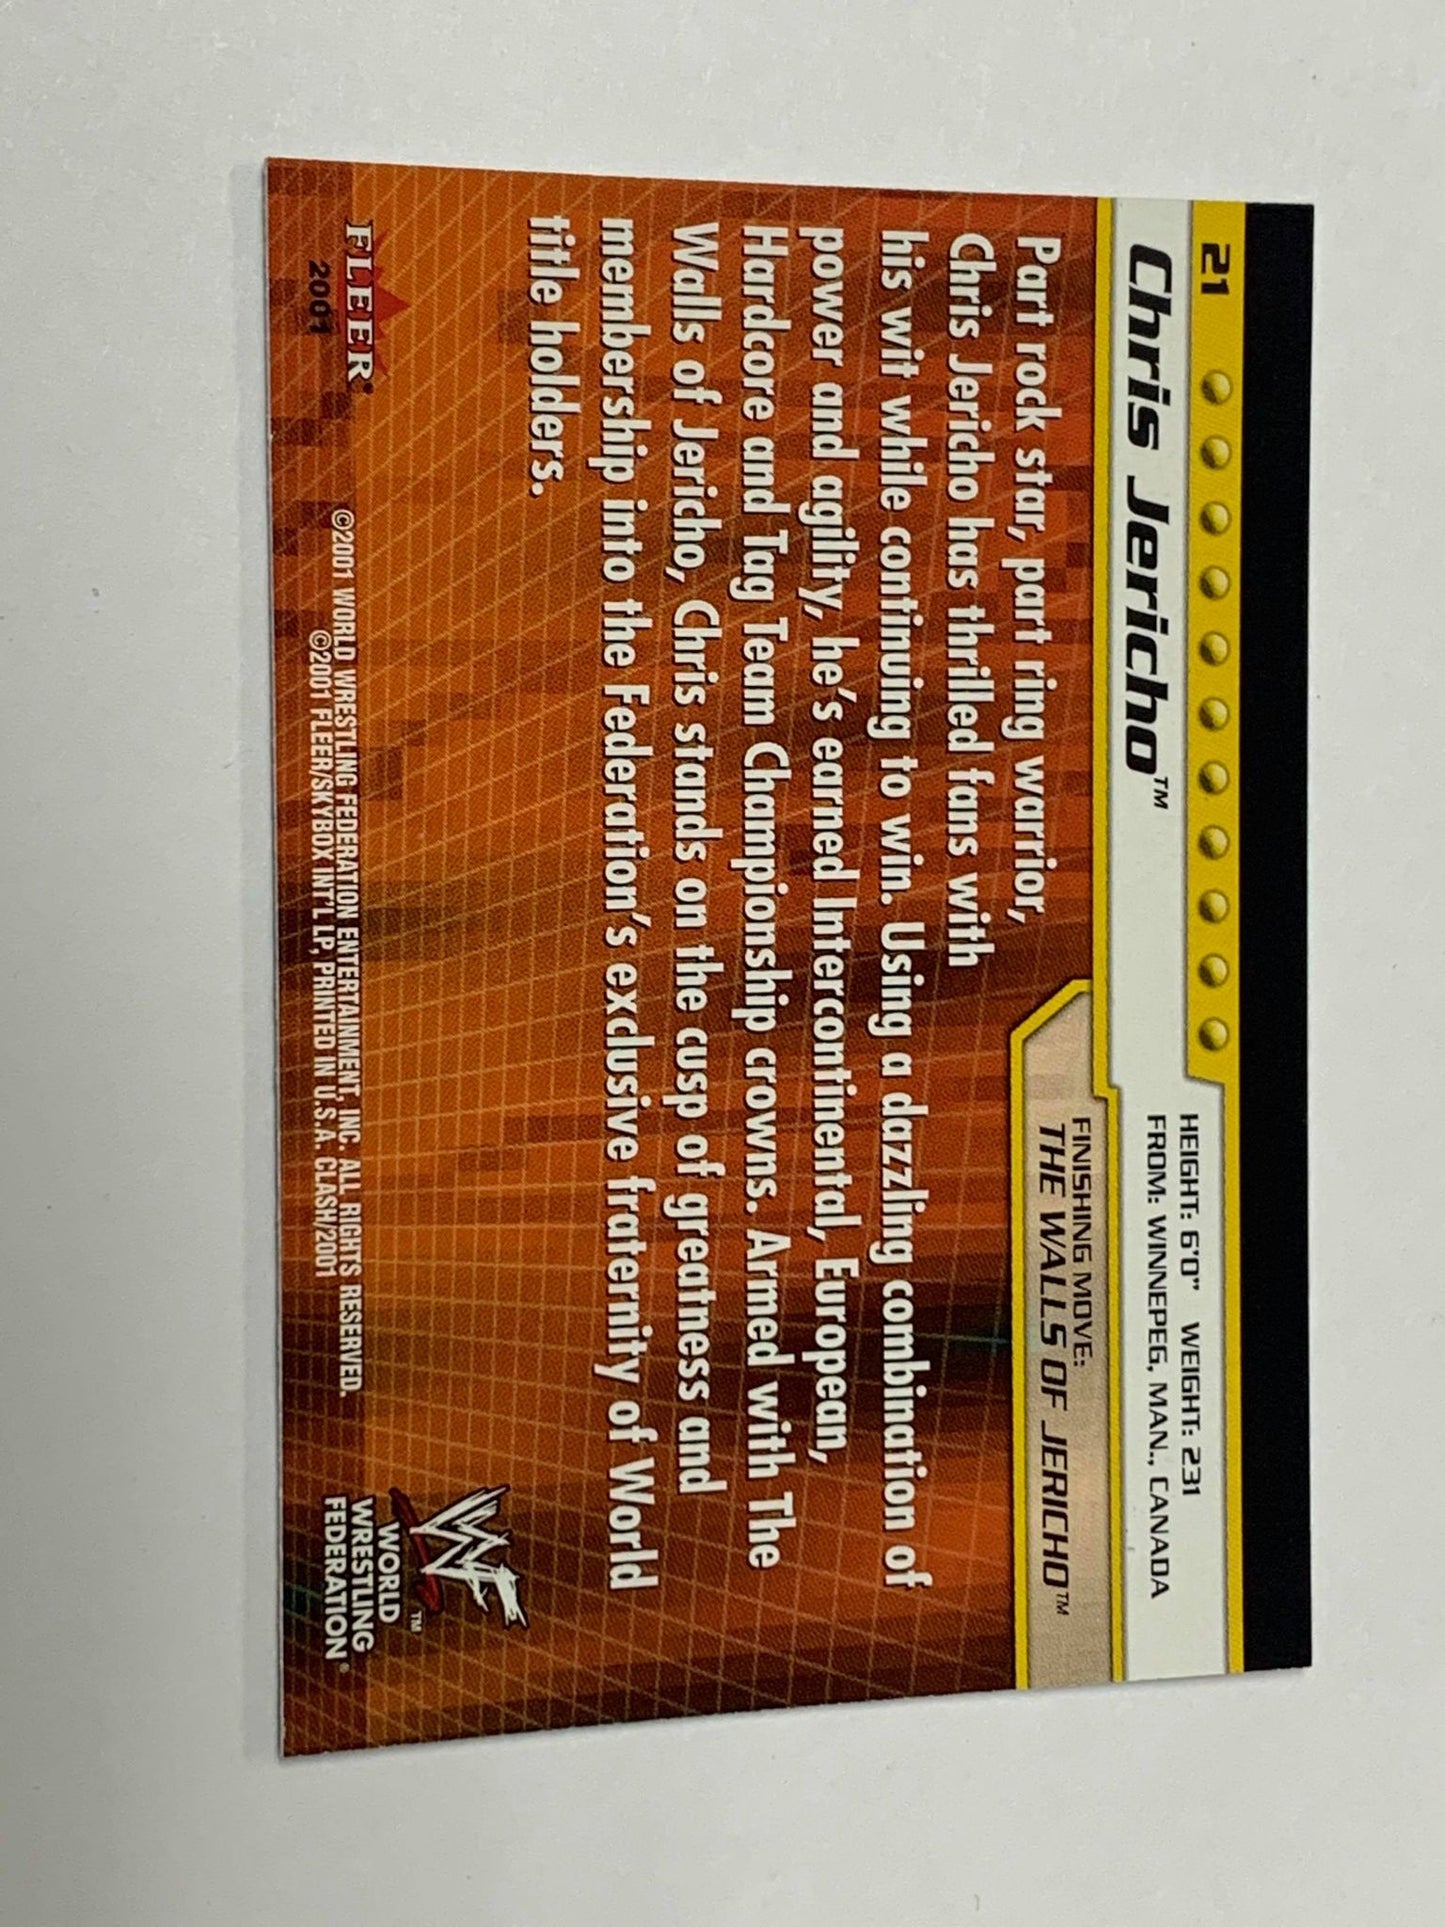 21
Chris Jericho™
HEIGHT: 6'0" WEIGHT: 231
FROM: WINNEPEG, MAN., CANADA
FINISHING MOVE:
THE WALLS OF JERICHO™
Part rock star, part ring warrior,
Chris Jericho has thrilled fans with
his wit while continuing to win. Using a dazzling combination of
power and agility, he's earned Intercontinental, European,
Hardcore and Tag Team Championship crowns. Armed with The
Walls of Jericho, Chris stands on the cusp of greatness and
membership into the Federation's exclusive fraternity of World
title holders.
FLEER®
2001
©2001 WORLD WRESTLING FEDERATION ENTERTAINMENT, INC. ALL RIGHTS RESERVED.
©2001 FLEER/SKYBOX INT'L LP, PRINTED IN U.S.A. CLASH/2001
WF™
WORLD
WRESTLING
FEDERATION®